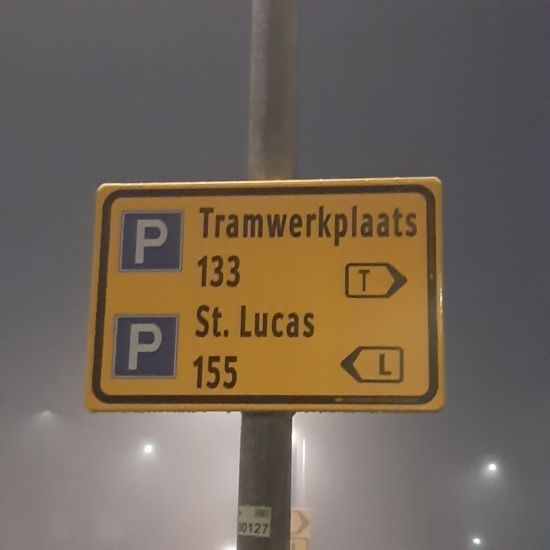 P Tramwerkplaats
133 T
P St. Lucas
155 L
00127